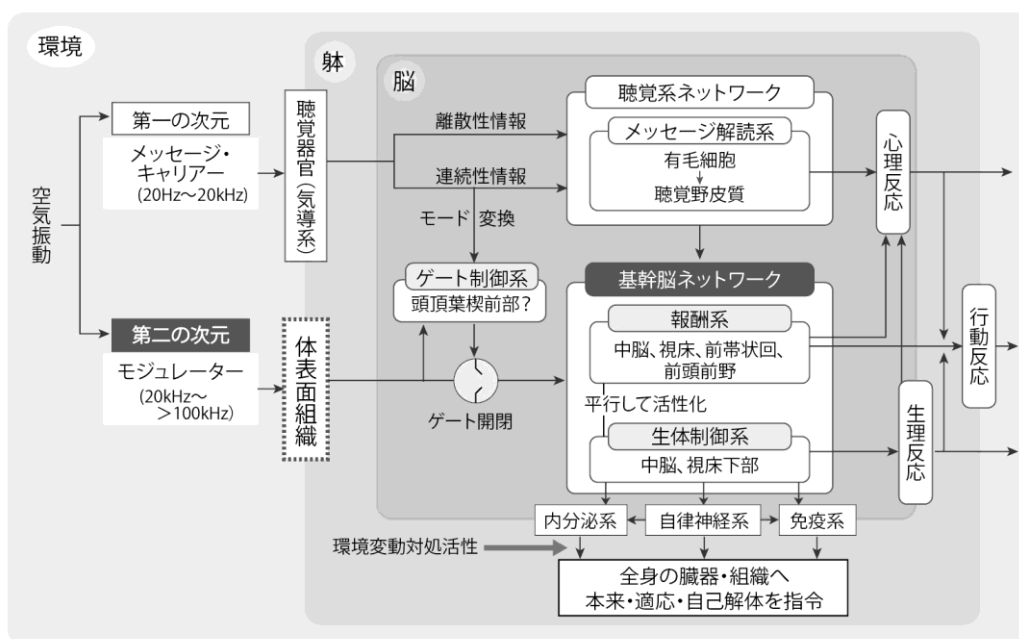 環境
躰
脳
空気振動
第一の次元
メッセージ・
キャリアー
(20Hz〜20kHz)
第二の次元
モジュレーター
(20kHz〜
＞100kHz)
聴覚器官(気導系)
体表面組織
離散性情報
連続性情報
モード 変換
ゲート制御系
頭頂葉楔前部?
ゲート開閉
聴覚系ネットワーク
メッセージ解読系
有毛細胞
聴覚野皮質
基幹脳ネットワーク
報酬系
中脳、視床、前帯状回、
前頭前野
平行して活性化
生体制御系
中脳、視床下部
心理反応
行動反応
生理反応
内分泌系
自律神経系
免疫系
環境変動対処活性
全身の臓器・組織へ
本来・適応・自己解体を指令